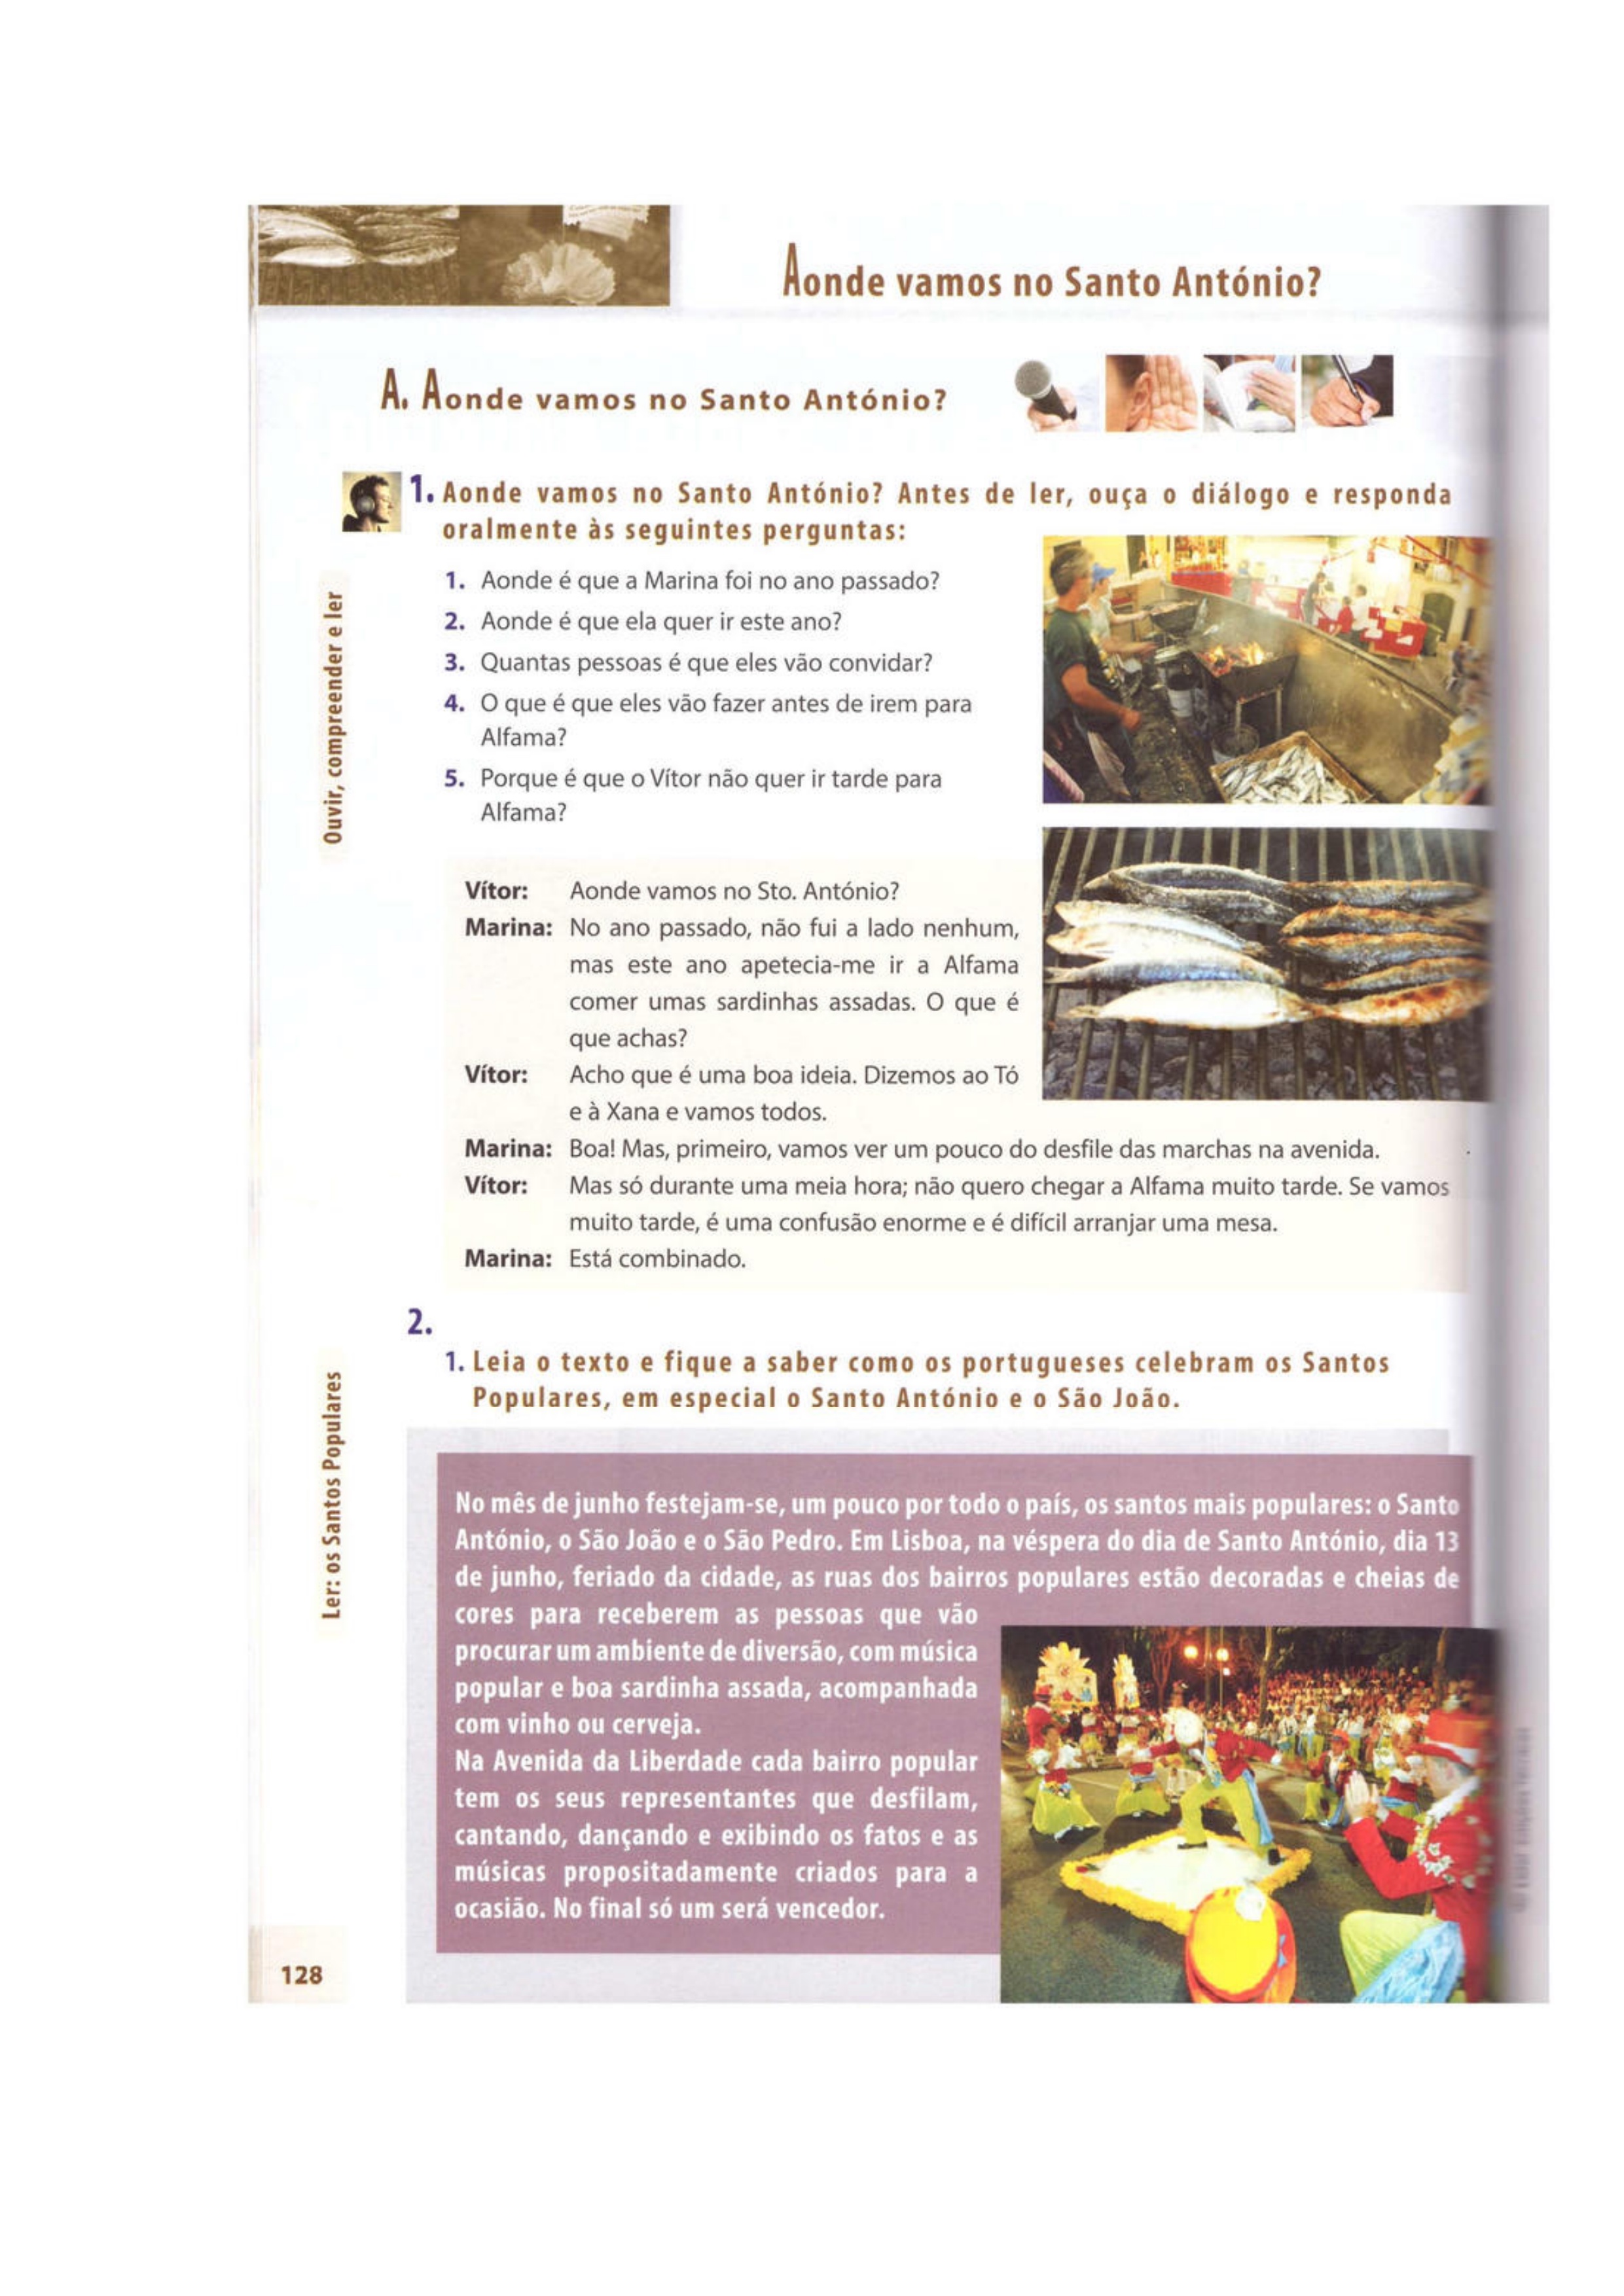 Aonde vamos no Santo António?
A. Aonde vamos no Santo António?
1. Aonde vamos no Santo António? Antes de ler, ouça o diálogo e responda
oralmente às seguintes perguntas:
Ouvir, compreender e ler
1. Aonde é que a Marina foi no ano passado?
2. Aonde é que ela quer ir este ano?
3. Quantas pessoas é que eles vão convidar?
4. O que é que eles vão fazer antes de irem para
Alfama?
5. Porque é que o Vítor não quer ir tarde para
Alfama?
Vítor: Aonde vamos no Sto. António?
Marina: No ano passado, não fui a lado nenhum,
mas este ano apetecia-me ir a Alfama
comer umas sardinhas assadas. O que é
que achas?
Vítor: Acho que é uma boa ideia. Dizemos ao Tó
e à Xana e vamos todos.
Marina: Boa! Mas, primeiro, vamos ver um pouco do desfile das marchas na avenida.
Vítor: Mas só durante uma meia hora; não quero chegar a Alfama muito tarde. Se vamos
muito tarde, é uma confusão enorme e é difícil arranjar uma mesa.
Marina: Está combinado.
2.
1. Leia o texto e fique a saber como os portugueses celebram os Santos
Populares, em especial o Santo António e o São João.
Ler: os Santos Populares
No mês de junho festejam-se, um pouco por todo o país, os santos mais populares: o Santo
António, o São João e o São Pedro. Em Lisboa, na véspera do dia de Santo António, dia 13
de junho, feriado da cidade, as ruas dos bairros populares estão decoradas e cheias de
cores para receberem as pessoas que vão
procurar um ambiente de diversão, com música
popular e boa sardinha assada, acompanhada
com vinho ou cerveja.
Na Avenida da Liberdade cada bairro popular
tem os seus representantes que desfilam,
cantando, dançando e exibindo os fatos e as
músicas propositadamente criados para a
ocasião. No final só um será vencedor.
128